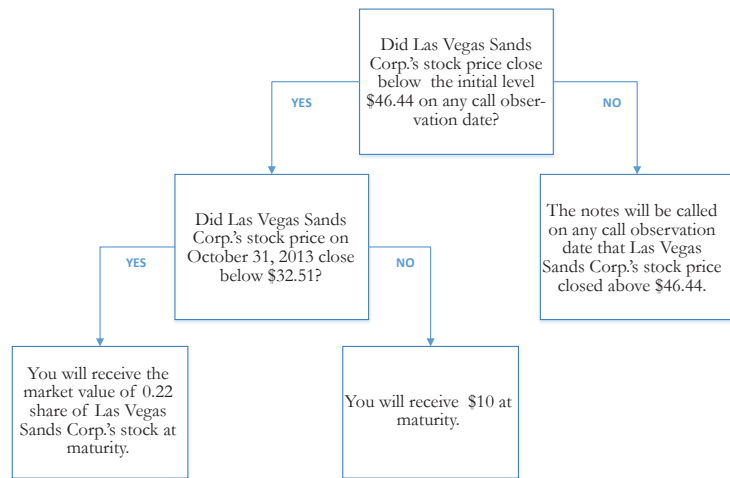 Did Las Vegas Sands
Corp.'s stock price close
below the initial level
$46.44 on any call obser-
vation date?
YES
NO
Did Las Vegas Sands
Corp.'s stock price on
October 31, 2013 close
below $32.51?
The notes will be called
on any call observation
date that Las Vegas
Sands Corp.'s stock price
closed above $46.44.
YES
NO
You will receive the
market value of 0.22
share of Las Vegas
Sands Corp.'s stock at
maturity.
You will receive $10 at
maturity.